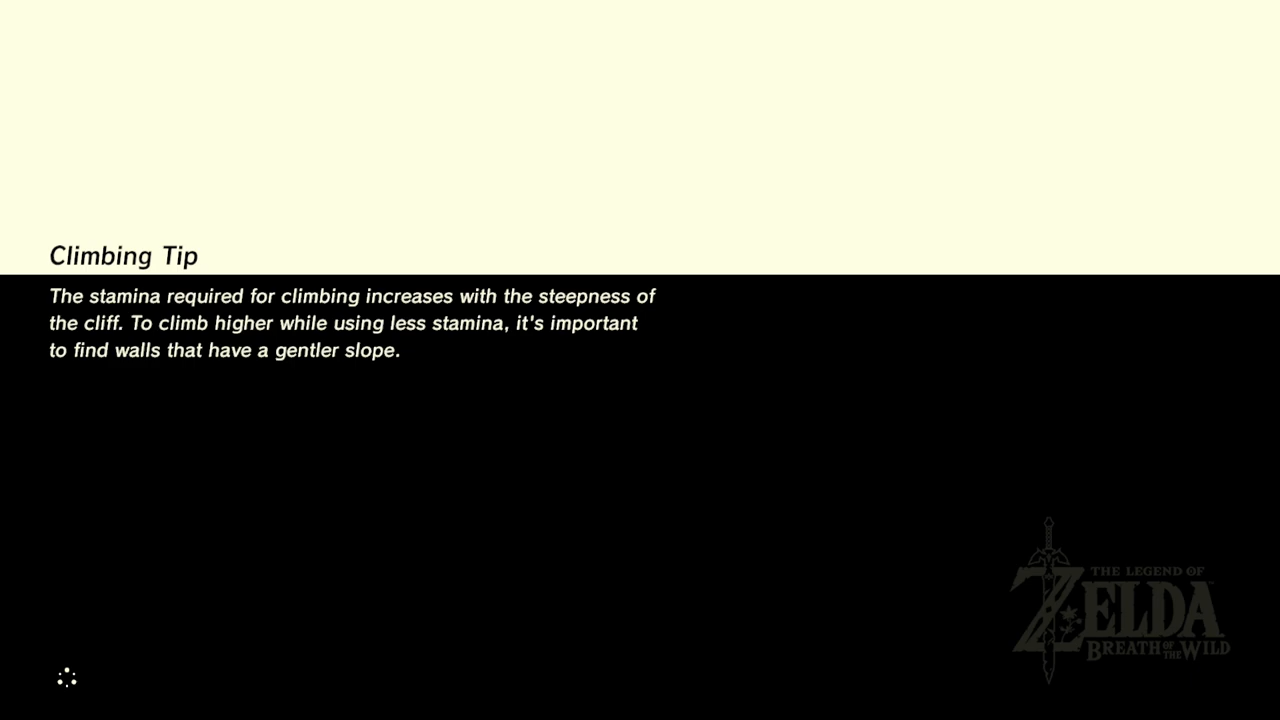 Climbing Tip
The stamina required for climbing increases with the steepness of
the cliff. To climb higher while using less stamina, it's important
to find walls that have a gentler slope.
THE LEGEND OF
ZELDA
BREATH OF THE WILD